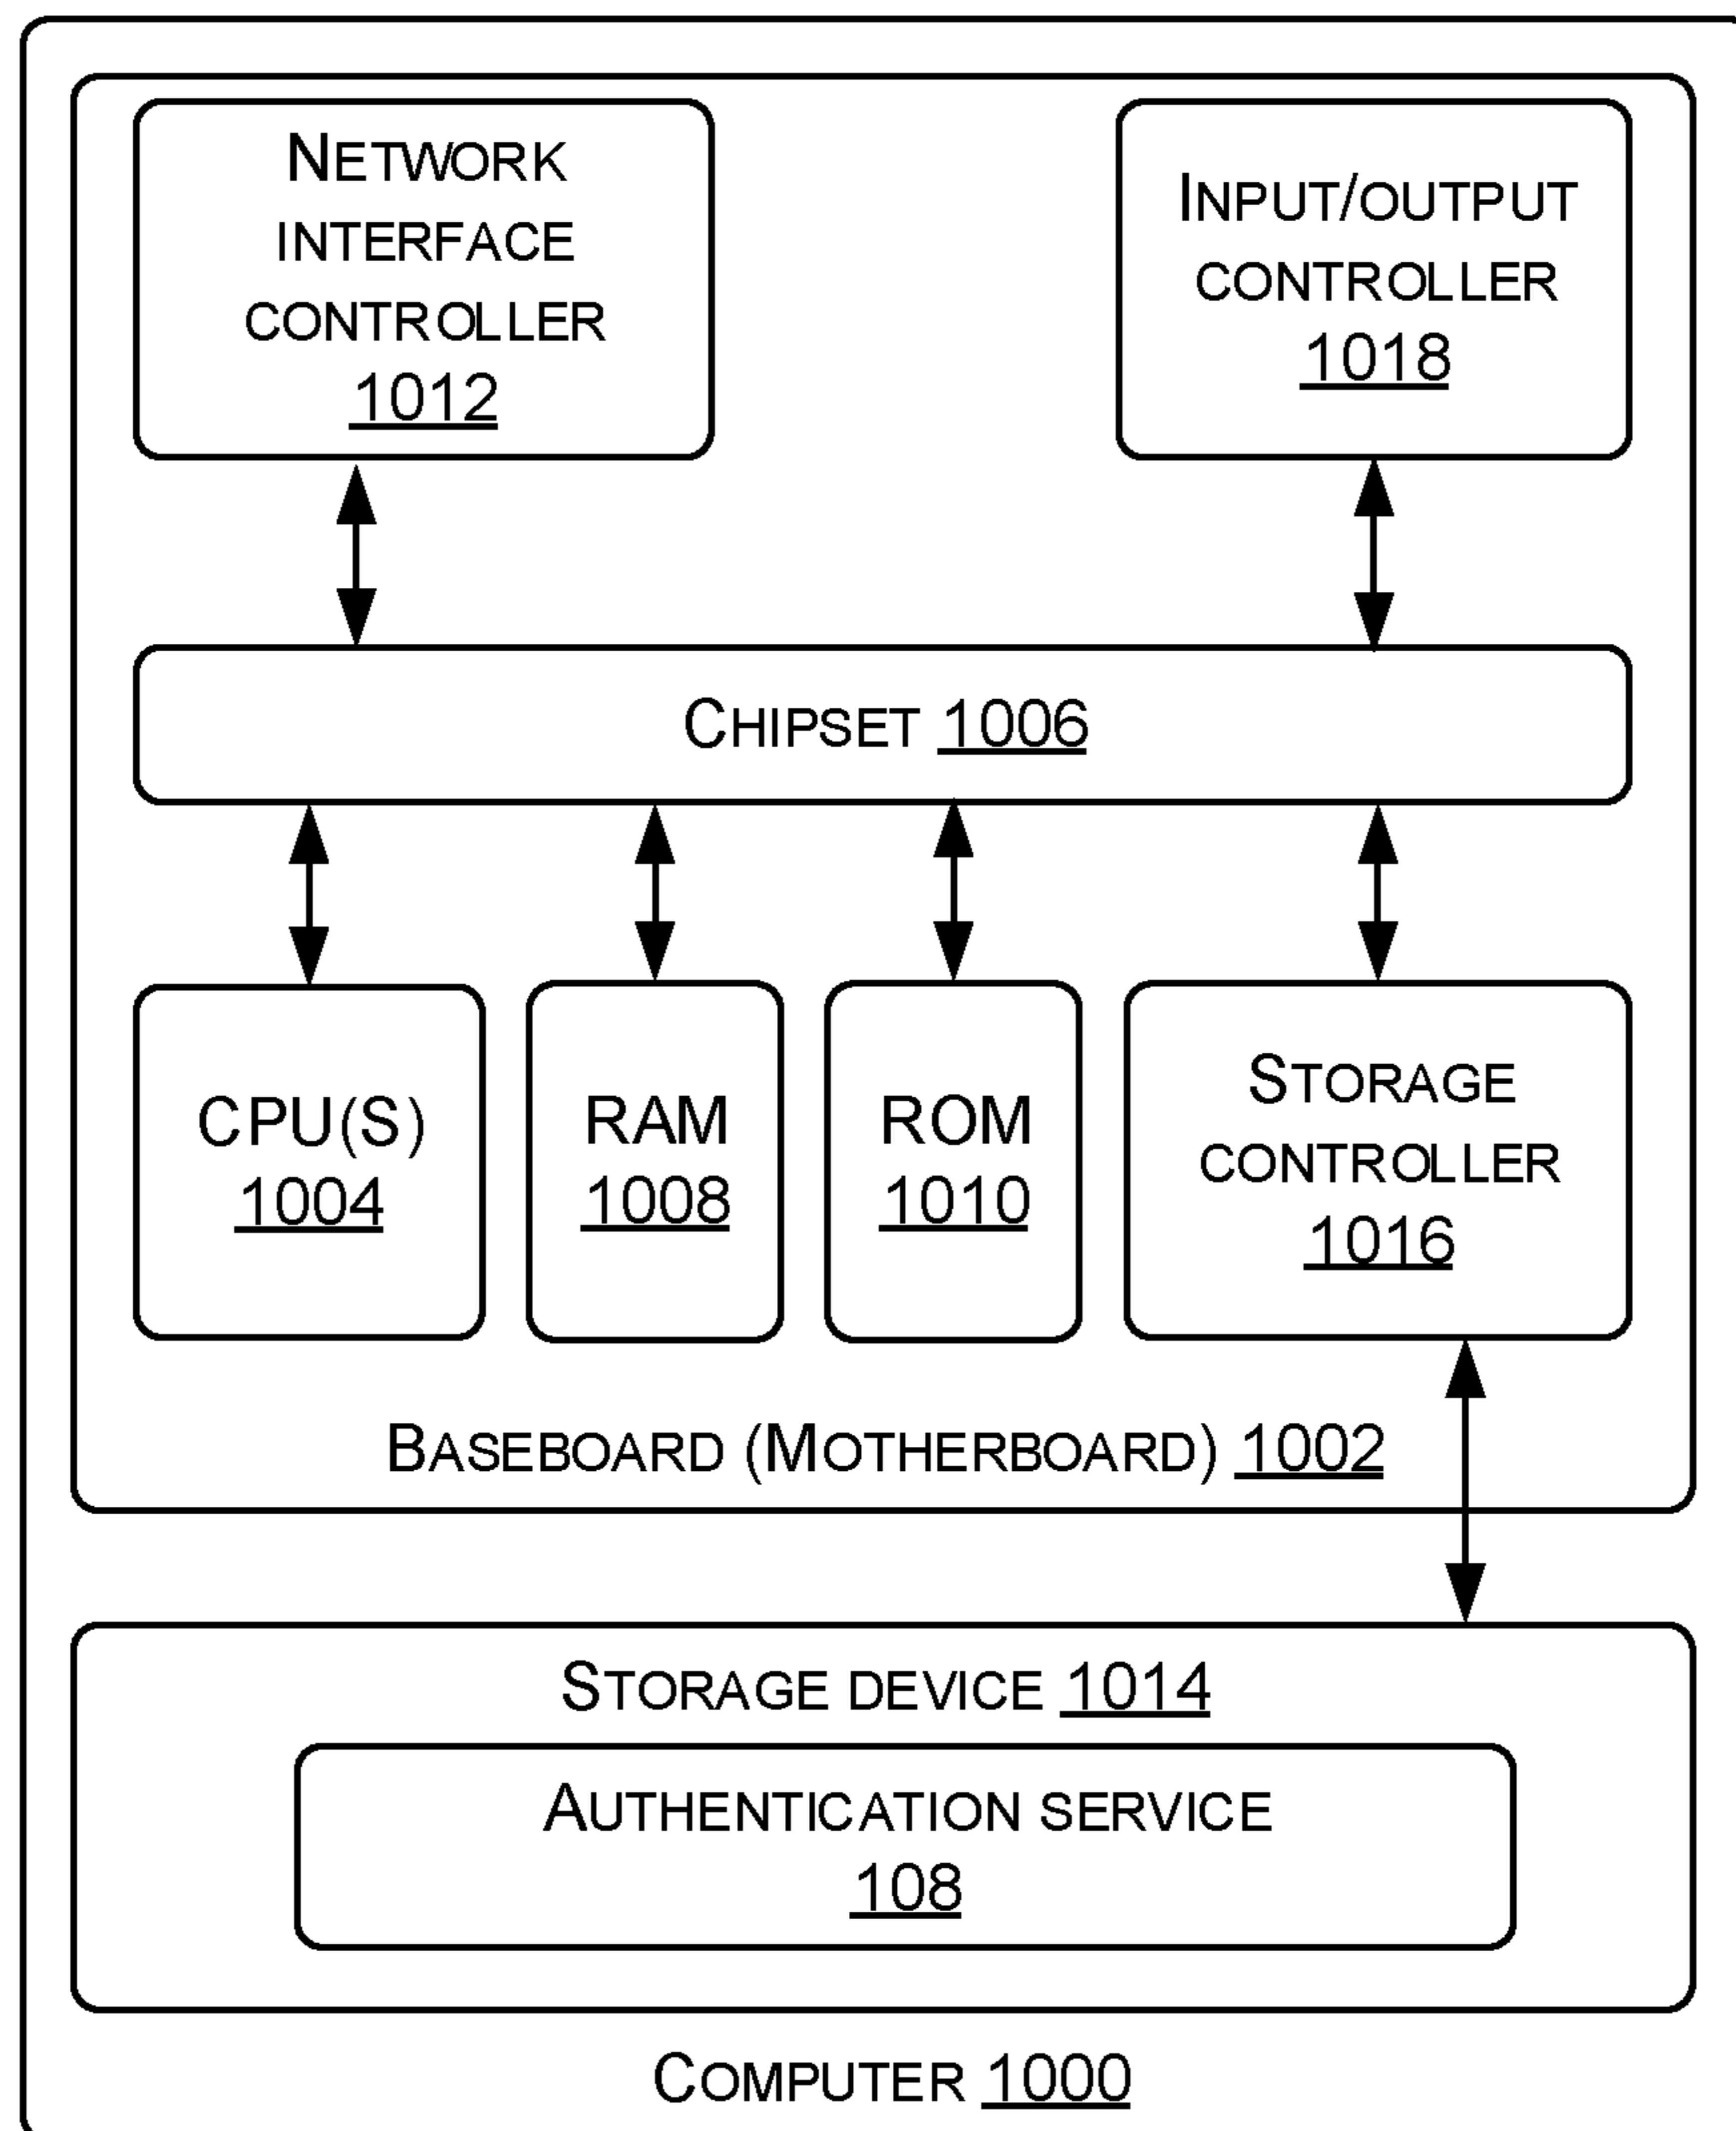 NETWORK
INTERFACE
CONTROLLER
1012
INPUT/OUTPUT
CONTROLLER
1018
CHIPSET 1006
CPU(S)
1004
RAM
1008
ROM
1010
STORAGE
CONTROLLER
1016
BASEBOARD (MOTHERBOARD) 1002
STORAGE DEVICE 1014
AUTHENTICATION SERVICE
108
COMPUTER 1000